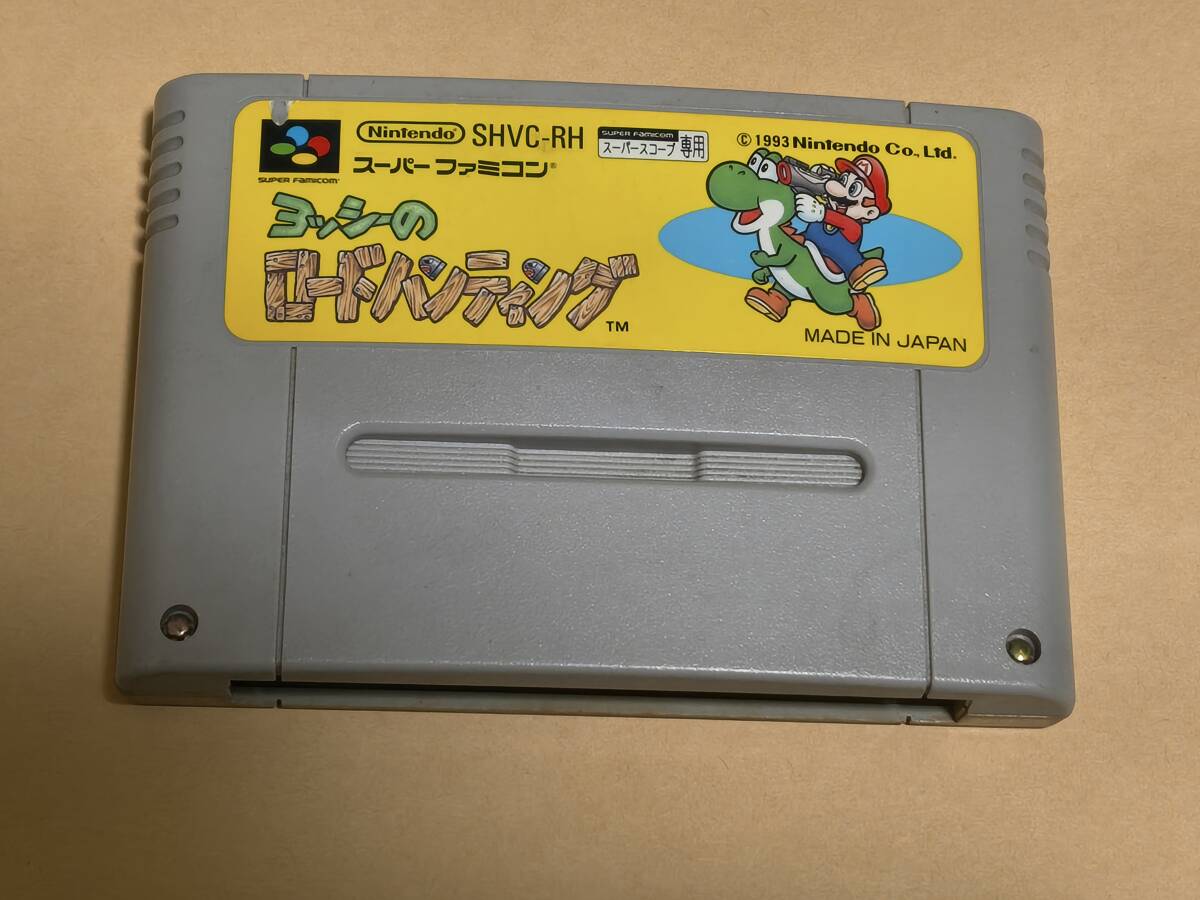 SUPER FAMICOM
Nintendo® SHVC-RH
スーパーファミコン®
SUPER FAMICOM
スーパースコープ 専用
© 1993 Nintendo Co., Ltd.
ヨッシーの
ロードハンティング™
MADE IN JAPAN